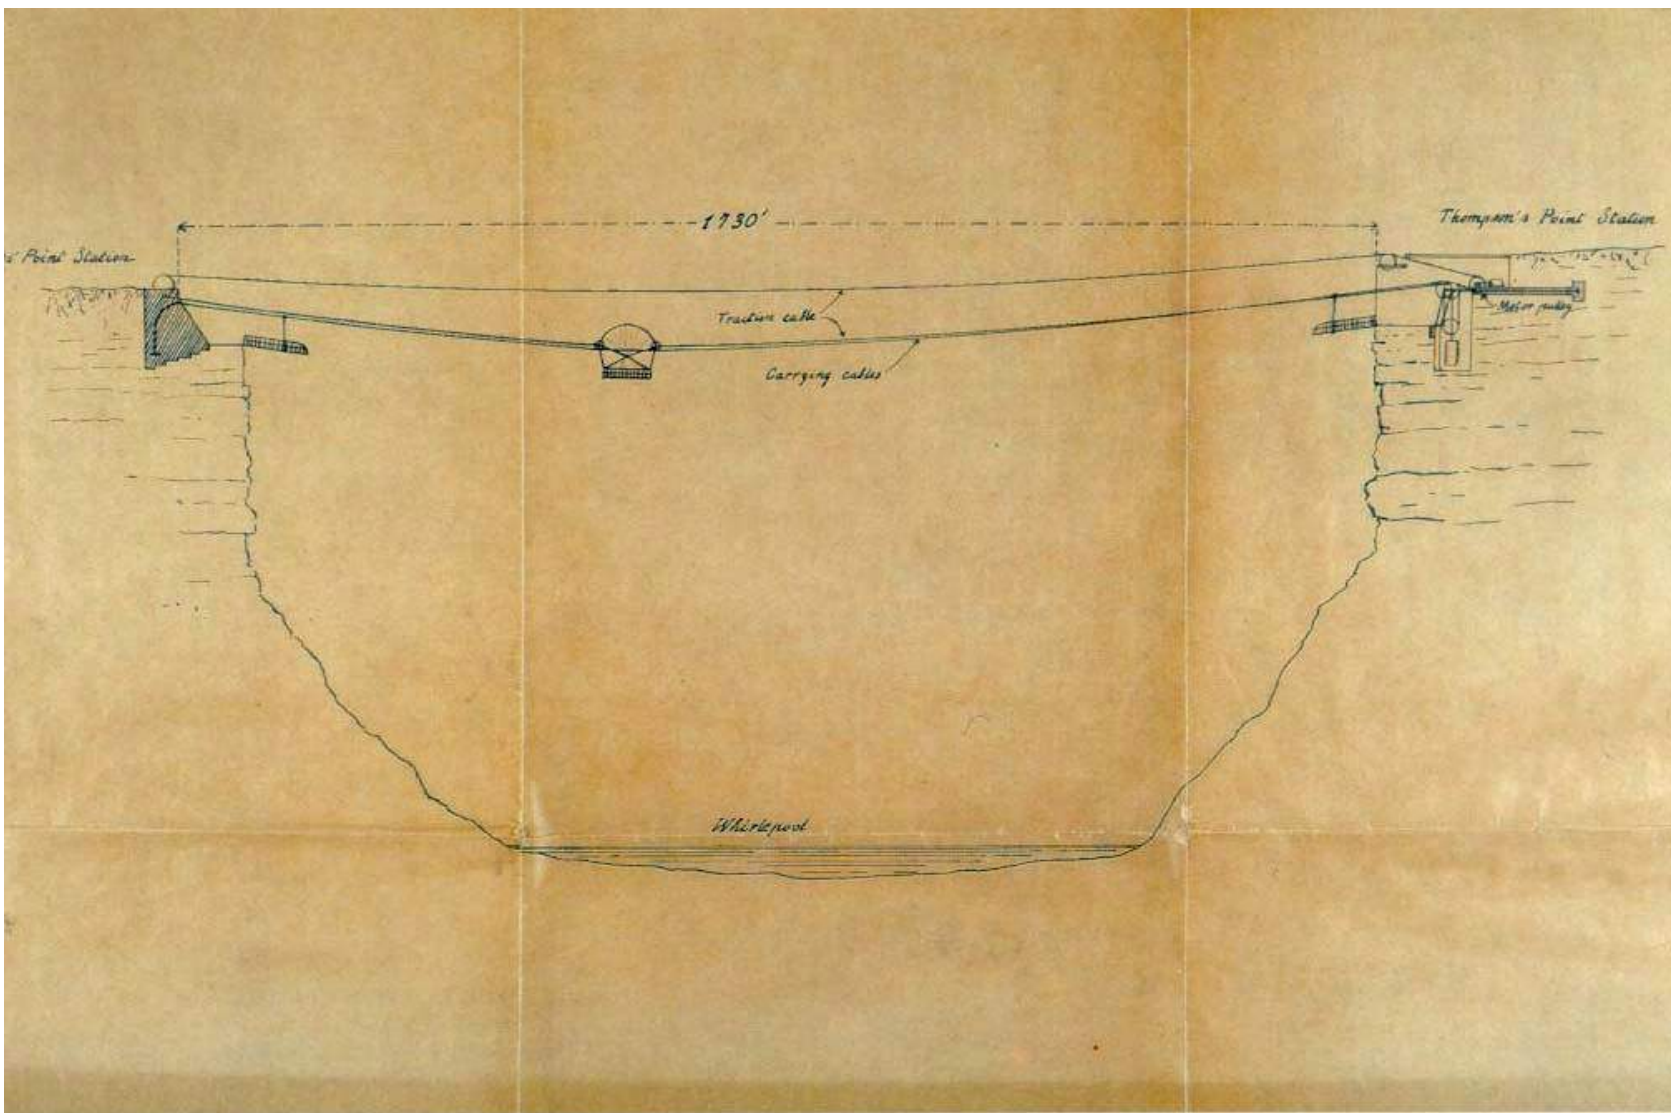 1730'
Thompson's Point Station
s' Point Station
Traction cable
Motor pulley
Carrying cables
Whirlpool